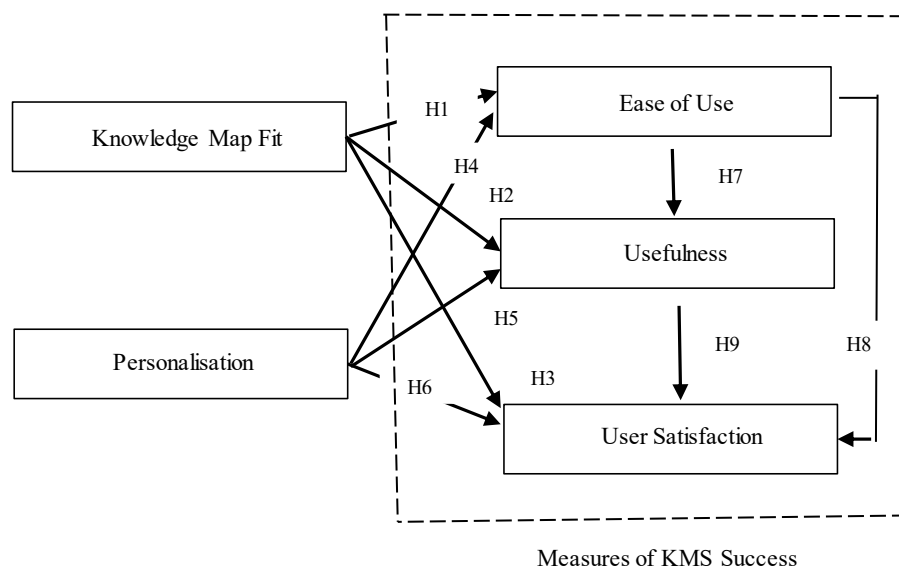 Ease of Use
H1
Knowledge Map Fit
H4
H7
H2
Usefulness
H5
H9
H8
Personalisation
H3
H6
User Satisfaction
Measures of KMS Success